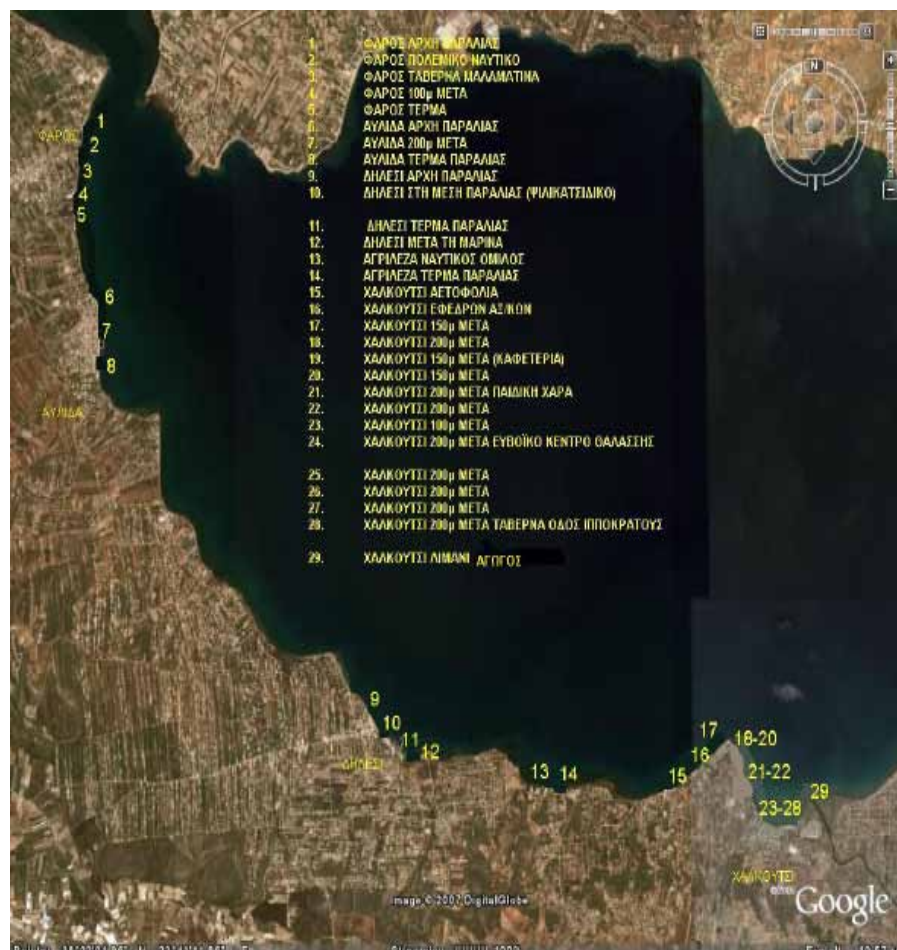 1. ΦΑΡΟΣ ΑΡΧΗ ΠΑΡΑΛΙΑΣ
2. ΦΑΡΟΣ ΠΟΛΕΜΙΚΟ ΝΑΥΤΙΚΟ
3. ΦΑΡΟΣ ΤΑΒΕΡΝΑ ΜΑΛΑΜΑΤΙΝΑ
4. ΦΑΡΟΣ 100μ ΜΕΤΑ
5. ΦΑΡΟΣ ΤΕΡΜΑ
6. ΑΥΛΙΔΑ ΑΡΧΗ ΠΑΡΑΛΙΑΣ
7. ΑΥΛΙΔΑ 200μ ΜΕΤΑ
8. ΑΥΛΙΔΑ ΤΕΡΜΑ ΠΑΡΑΛΙΑΣ
9. ΔΗΛΕΣΙ ΑΡΧΗ ΠΑΡΑΛΙΑΣ
10. ΔΗΛΕΣΙ ΣΤΗ ΜΕΣΗ ΠΑΡΑΛΙΑΣ (ΨΙΛΙΚΑΤΣΙΔΙΚΟ)
11. ΔΗΛΕΣΙ ΤΕΡΜΑ ΠΑΡΑΛΙΑΣ
12. ΔΗΛΕΣΙ ΜΕΤΑ ΤΗ ΜΑΡΙΝΑ
13. ΑΓΡΙΛΕΖΑ ΝΑΥΤΙΚΟΣ ΟΜΙΛΟΣ
14. ΑΓΡΙΛΕΖΑ ΤΕΡΜΑ ΠΑΡΑΛΙΑΣ
15. ΧΑΛΚΟΥΤΣΙ ΑΕΤΟΦΟΛΙΑ
16. ΧΑΛΚΟΥΤΣΙ ΕΦΕΔΡΩΝ ΑΞ/ΚΩΝ
17. ΧΑΛΚΟΥΤΣΙ 150μ ΜΕΤΑ
18. ΧΑΛΚΟΥΤΣΙ 200μ ΜΕΤΑ
19. ΧΑΛΚΟΥΤΣΙ 150μ ΜΕΤΑ (ΚΑΦΕΤΕΡΙΑ)
20. ΧΑΛΚΟΥΤΣΙ 150μ ΜΕΤΑ
21. ΧΑΛΚΟΥΤΣΙ 200μ ΜΕΤΑ ΠΑΙΔΙΚΗ ΧΑΡΑ
22. ΧΑΛΚΟΥΤΣΙ 200μ ΜΕΤΑ
23. ΧΑΛΚΟΥΤΣΙ 100μ ΜΕΤΑ
24. ΧΑΛΚΟΥΤΣΙ 200μ ΜΕΤΑ ΕΥΒΟΪΚΟ ΚΕΝΤΡΟ ΘΑΛΑΣΣΗΣ
25. ΧΑΛΚΟΥΤΣΙ 200μ ΜΕΤΑ
26. ΧΑΛΚΟΥΤΣΙ 200μ ΜΕΤΑ
27. ΧΑΛΚΟΥΤΣΙ 200μ ΜΕΤΑ
28. ΧΑΛΚΟΥΤΣΙ 200μ ΜΕΤΑ ΤΑΒΕΡΝΑ ΟΔΟΣ ΙΠΠΟΚΡΑΤΟΥΣ
29. ΧΑΛΚΟΥΤΣΙ ΛΙΜΑΝΙ ΑΓΩΓΟΣ
N
1
ΦΑΡΟΣ
2
3
4
5
6
7
8
ΑΥΛΙΔΑ
9
10
11
12
ΔΗΛΕΣΙ
13
14
15
16
17
18-20
21-22
29
23-28
ΧΑΛΚΟΥΤΣΙ
Image © 2007 DigitalGlobe
Google